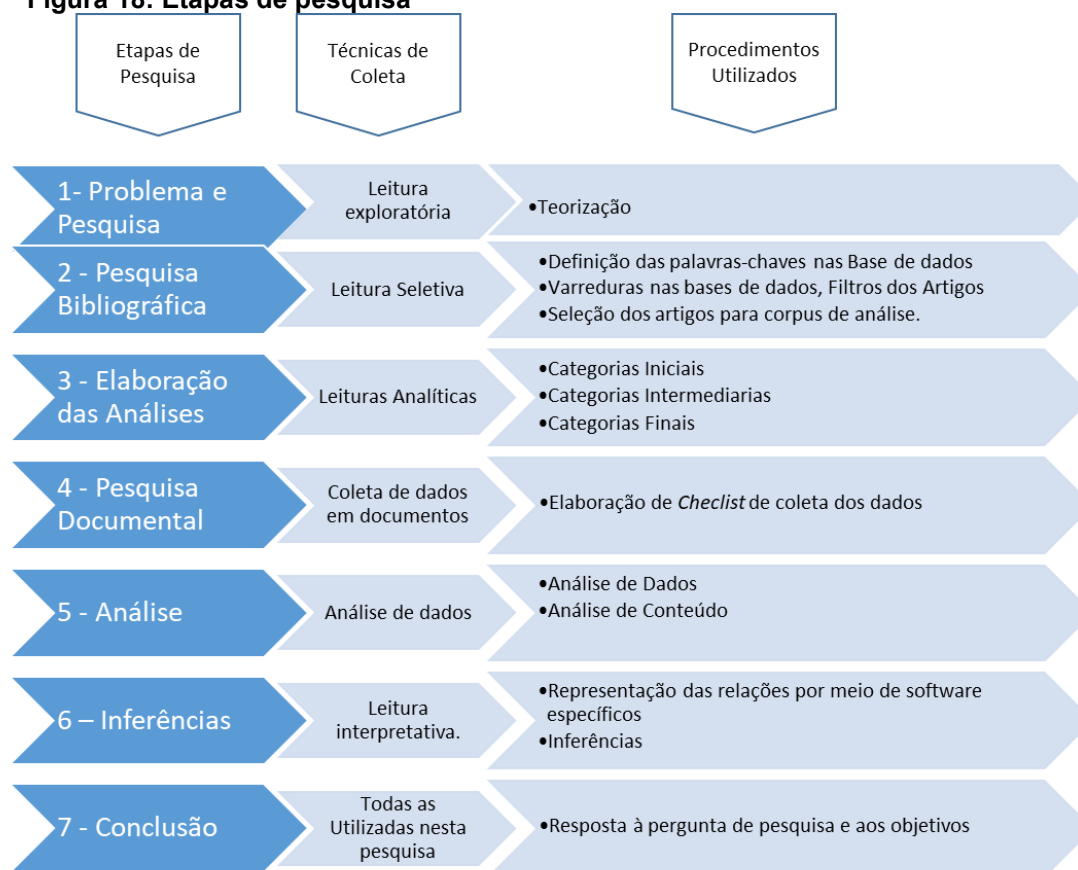 Figura 18: Etapas de pesquisa
Etapas de
Pesquisa
Técnicas de
Coleta
Procedimentos
Utilizados
1- Problema e
Pesquisa
Leitura
exploratória
•Teorização
2 - Pesquisa
Bibliográfica
Leitura Seletiva
•Definição das palavras-chaves nas Base de dados
•Varreduras nas bases de dados, Filtros dos Artigos
•Seleção dos artigos para corpus de análise.
3 - Elaboração
das Análises
Leituras Analíticas
•Categorias Iniciais
•Categorias Intermediarias
•Categorias Finais
4 - Pesquisa
Documental
Coleta de dados
em documentos
•Elaboração de Checlist de coleta dos dados
5 - Análise
Análise de dados
•Análise de Dados
•Análise de Conteúdo
6 – Inferências
Leitura
interpretativa.
•Representação das relações por meio de software
específicos
•Inferências
7 - Conclusão
Todas as
Utilizadas nesta
pesquisa
•Resposta à pergunta de pesquisa e aos objetivos